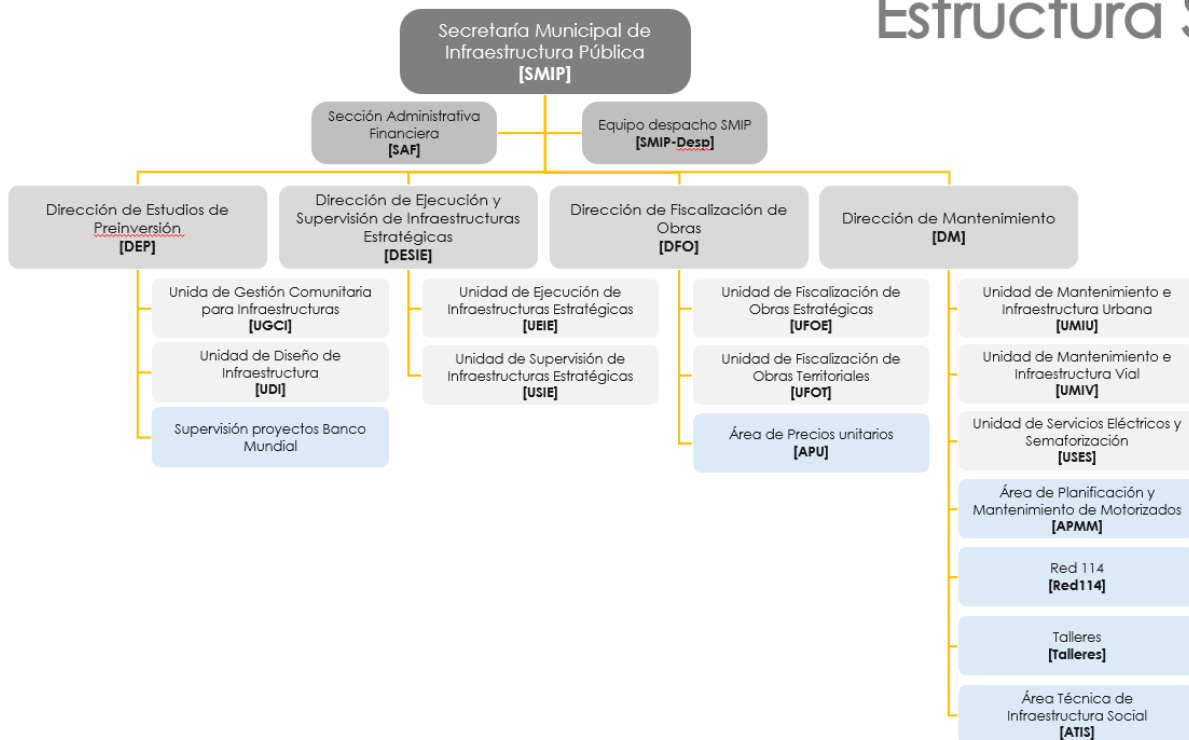 Estructura S
Secretaría Municipal de
Infraestructura Pública
[SMIP]
Sección Administrativa
Financiera
[SAF]
Equipo despacho SMIP
[SMIP-Desp]
Dirección de Estudios de
Preinversión
[DEP]
Dirección de Ejecución y
Supervisión de Infraestructuras
Estratégicas
[DESIE]
Dirección de Fiscalización de
Obras
[DFO]
Dirección de Mantenimiento
[DM]
Unida de Gestión Comunitaria
para Infraestructuras
[UGCI]
Unidad de Diseño de
Infraestructura
[UDI]
Supervisión proyectos Banco
Mundial
Unidad de Ejecución de
Infraestructuras Estratégicas
[UEIE]
Unidad de Supervisión de
Infraestructuras Estratégicas
[USIE]
Unidad de Fiscalización de
Obras Estratégicas
[UFOE]
Unidad de Fiscalización de
Obras Territoriales
[UFOT]
Área de Precios unitarios
[APU]
Unidad de Mantenimiento e
Infraestructura Urbana
[UMIU]
Unidad de Mantenimiento e
Infraestructura Vial
[UMIV]
Unidad de Servicios Eléctricos y
Semaforización
[USES]
Área de Planificación y
Mantenimiento de Motorizados
[APMM]
Red 114
[Red114]
Talleres
[Talleres]
Área Técnica de
Infraestructura Social
[ATIS]